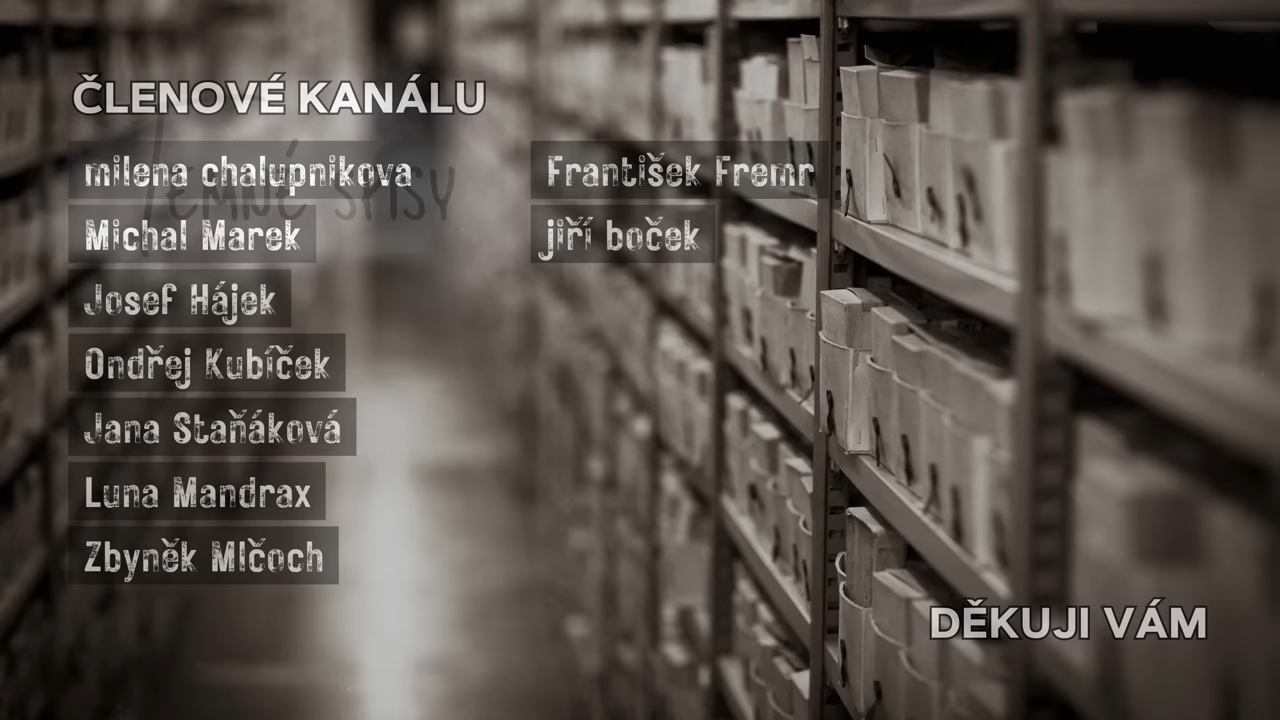 ČLENOVÉ KANÁLU
milena chalupnikova
Michal Marek
Josef Hájek
Ondřej Kubíček
Jana Staňáková
Luna Mandrax
Zbyněk Mlčoch
František Fremr
jiří boček
SPISY
DĚKUJI VÁM